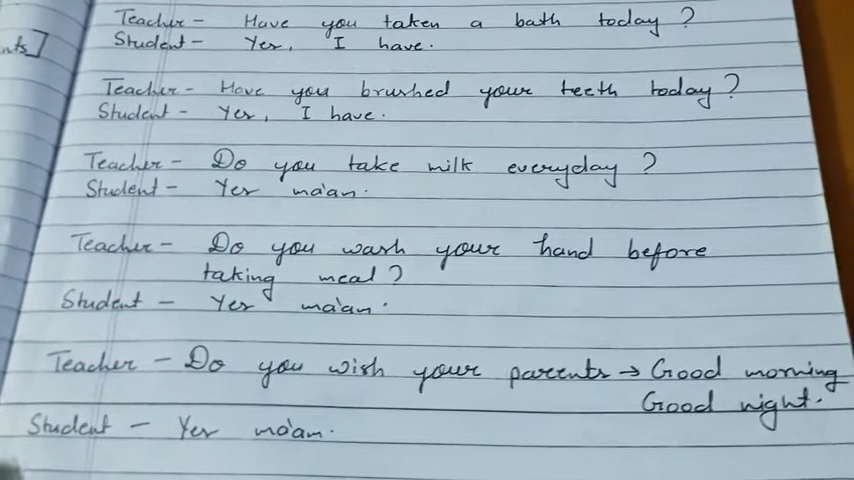 Teacher - Have you taken a bath today?
Student - Yes, I have.
nts]
Teacher - Have you brushed your teeth today?
Student - Yes, I have.
Teacher - Do you take milk everyday?
Student - Yes ma'am.
Teacher - Do you wash your hand before
taking meal?
Student - Yes ma'am.
Teacher - Do you wish your parents → Good morning
Good night.
Student - Yes ma'am.